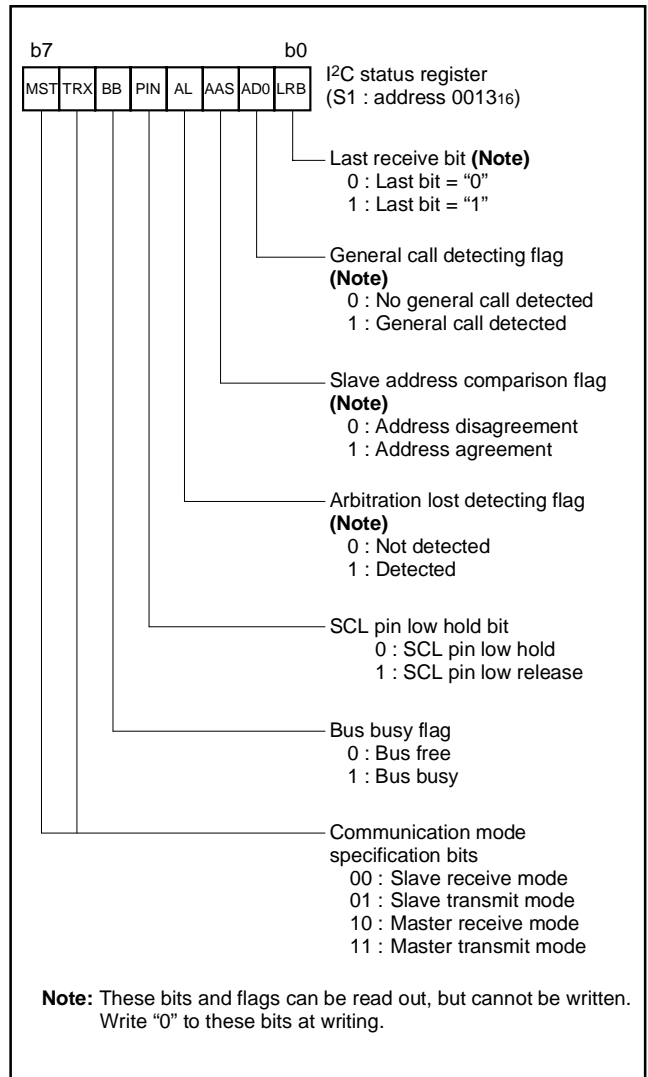 b7 b0
MST TRX BB PIN AL AAS AD0 LRB
I²C status register
(S1 : address 0013₁₆)
Last receive bit (Note)
0 : Last bit = “0”
1 : Last bit = “1”
General call detecting flag
(Note)
0 : No general call detected
1 : General call detected
Slave address comparison flag
(Note)
0 : Address disagreement
1 : Address agreement
Arbitration lost detecting flag
(Note)
0 : Not detected
1 : Detected
SCL pin low hold bit
0 : SCL pin low hold
1 : SCL pin low release
Bus busy flag
0 : Bus free
1 : Bus busy
Communication mode
specification bits
00 : Slave receive mode
01 : Slave transmit mode
10 : Master receive mode
11 : Master transmit mode
Note: These bits and flags can be read out, but cannot be written.
Write “0” to these bits at writing.